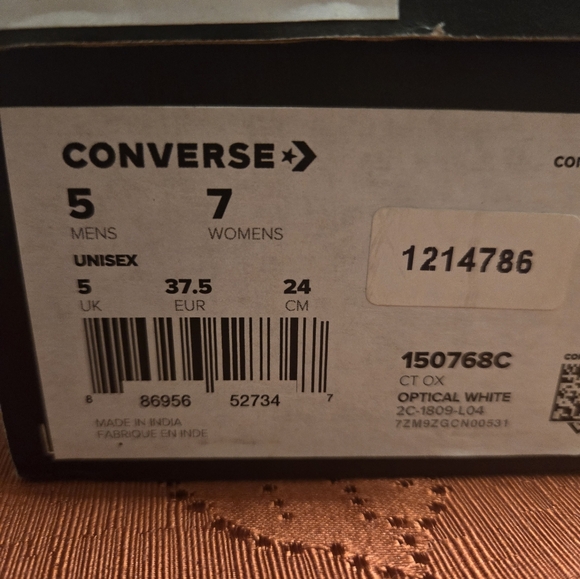 CONVERSE
5 7
MENS WOMENS
UNISEX
5 37.5 24
UK EUR CM
8 86956 52734 7
MADE IN INDIA
FABRIQUE EN INDE
1214786
150768C
CT OX
OPTICAL WHITE
2C-1809-L04
7ZM9ZGCN00531